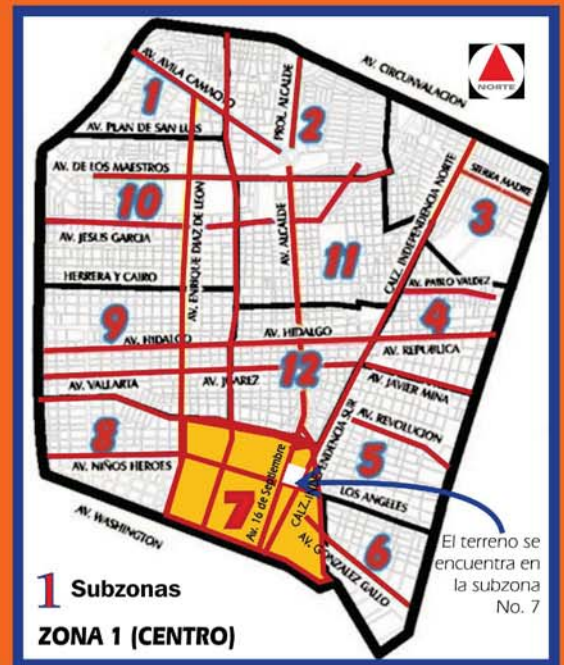 AV. CIRCUNVALACION
NORTE
AV. AVILA CAMACHO
PROL. ALCALDE
1
2
AV. PLAN DE SAN LUIS
AV. DE LOS MAESTROS
CALZ. INDEPENDENCIA NORTE
SIERRA MADRE
3
10
AV. ENRIQUE DIAZ DE LEON
AV. ALCALDE
AV. JESUS GARCIA
11
HERRERA Y CAIRO
AV. PABLO VALDEZ
4
9
AV. HIDALGO
AV. HIDALGO
AV. REPUBLICA
12
AV. VALLARTA
AV. JUAREZ
AV. JAVIER MINA
AV. REVOLUCION
8
5
AV. NIÑOS HEROES
7
Av. 16 de Septiembre
CALZ. INDEPENDENCIA SUR
LOS ANGELES
AV. WASHINGTON
AV. GONZALEZ GALLO
6
El terreno se
encuentra en
la subzona
No. 7
1 Subzonas
ZONA 1 (CENTRO)